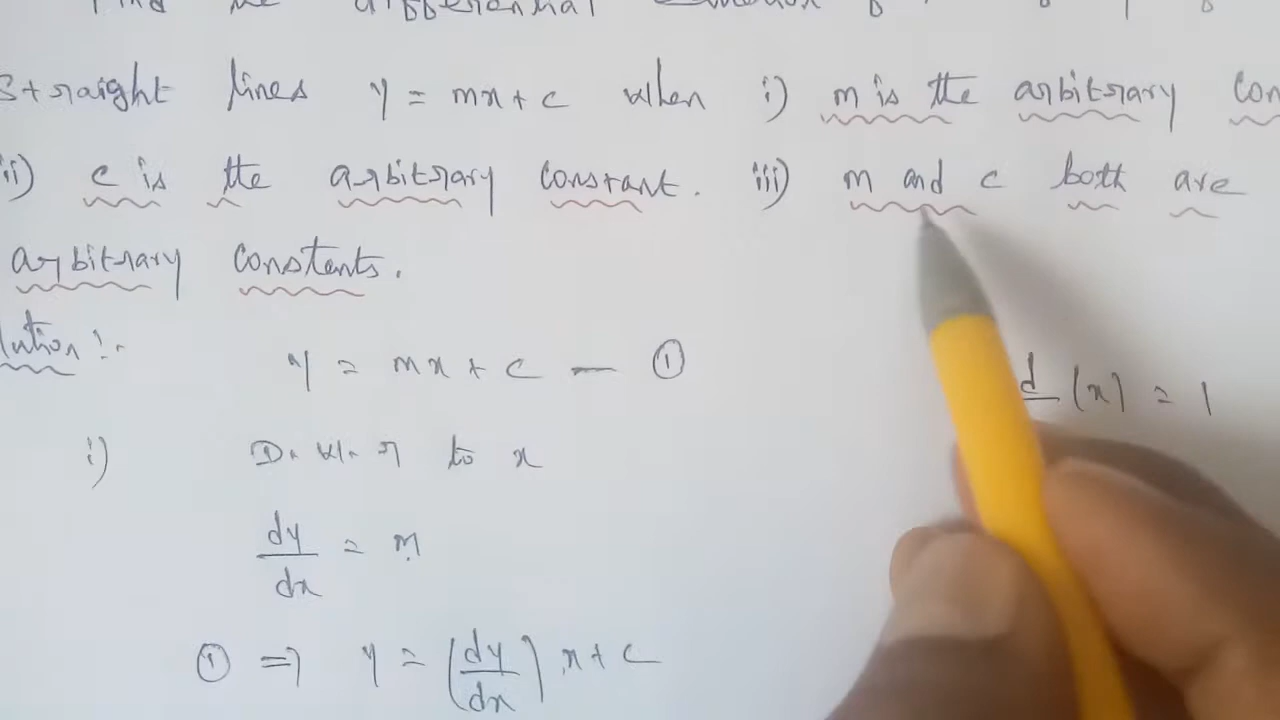 straight lines y = mx + c when i) m is the arbitrary
ii) c is the arbitrary constant. iii) m and c both are
arbitrary constants.
y = mx + c — ①
d (x) = 1
i) D. w. r to x
dy/dx = m
① ⇒ y = (dy/dx) x + c